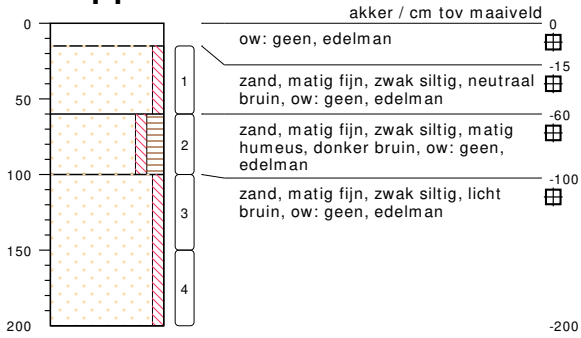 akker / cm tov maaiveld
0
0
ow: geen, edelman
-15
1
zand, matig fijn, zwak siltig, neutraal
bruin, ow: geen, edelman
50
-60
2
zand, matig fijn, zwak siltig, matig
humeus, donker bruin, ow: geen,
edelman
100
-100
3
zand, matig fijn, zwak siltig, licht
bruin, ow: geen, edelman
150
4
200
-200